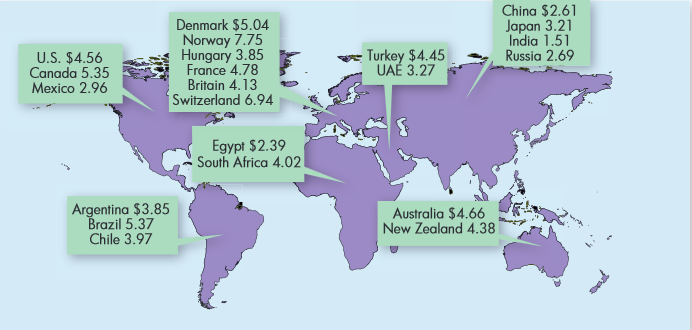 U.S. $4.56
Canada 5.35
Mexico 2.96
Denmark $5.04
Norway 7.75
Hungary 3.85
France 4.78
Britain 4.13
Switzerland 6.94
Turkey $4.45
UAE 3.27
China $2.61
Japan 3.21
India 1.51
Russia 2.69
Egypt $2.39
South Africa 4.02
Argentina $3.85
Brazil 5.37
Chile 3.97
Australia $4.66
New Zealand 4.38